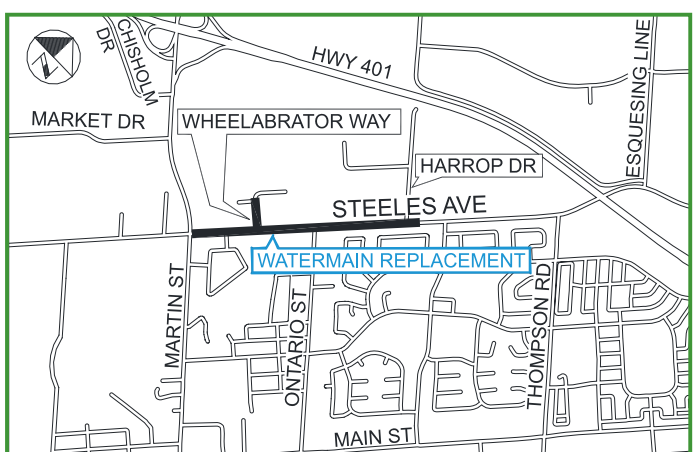 CHISHOLM
DR
HWY 401
ESQUESING LINE
MARKET DR
WHEELABRATOR WAY
HARROP DR
STEELES AVE
WATERMAIN REPLACEMENT
MARTIN ST
ONTARIO ST
THOMPSON RD
MAIN ST